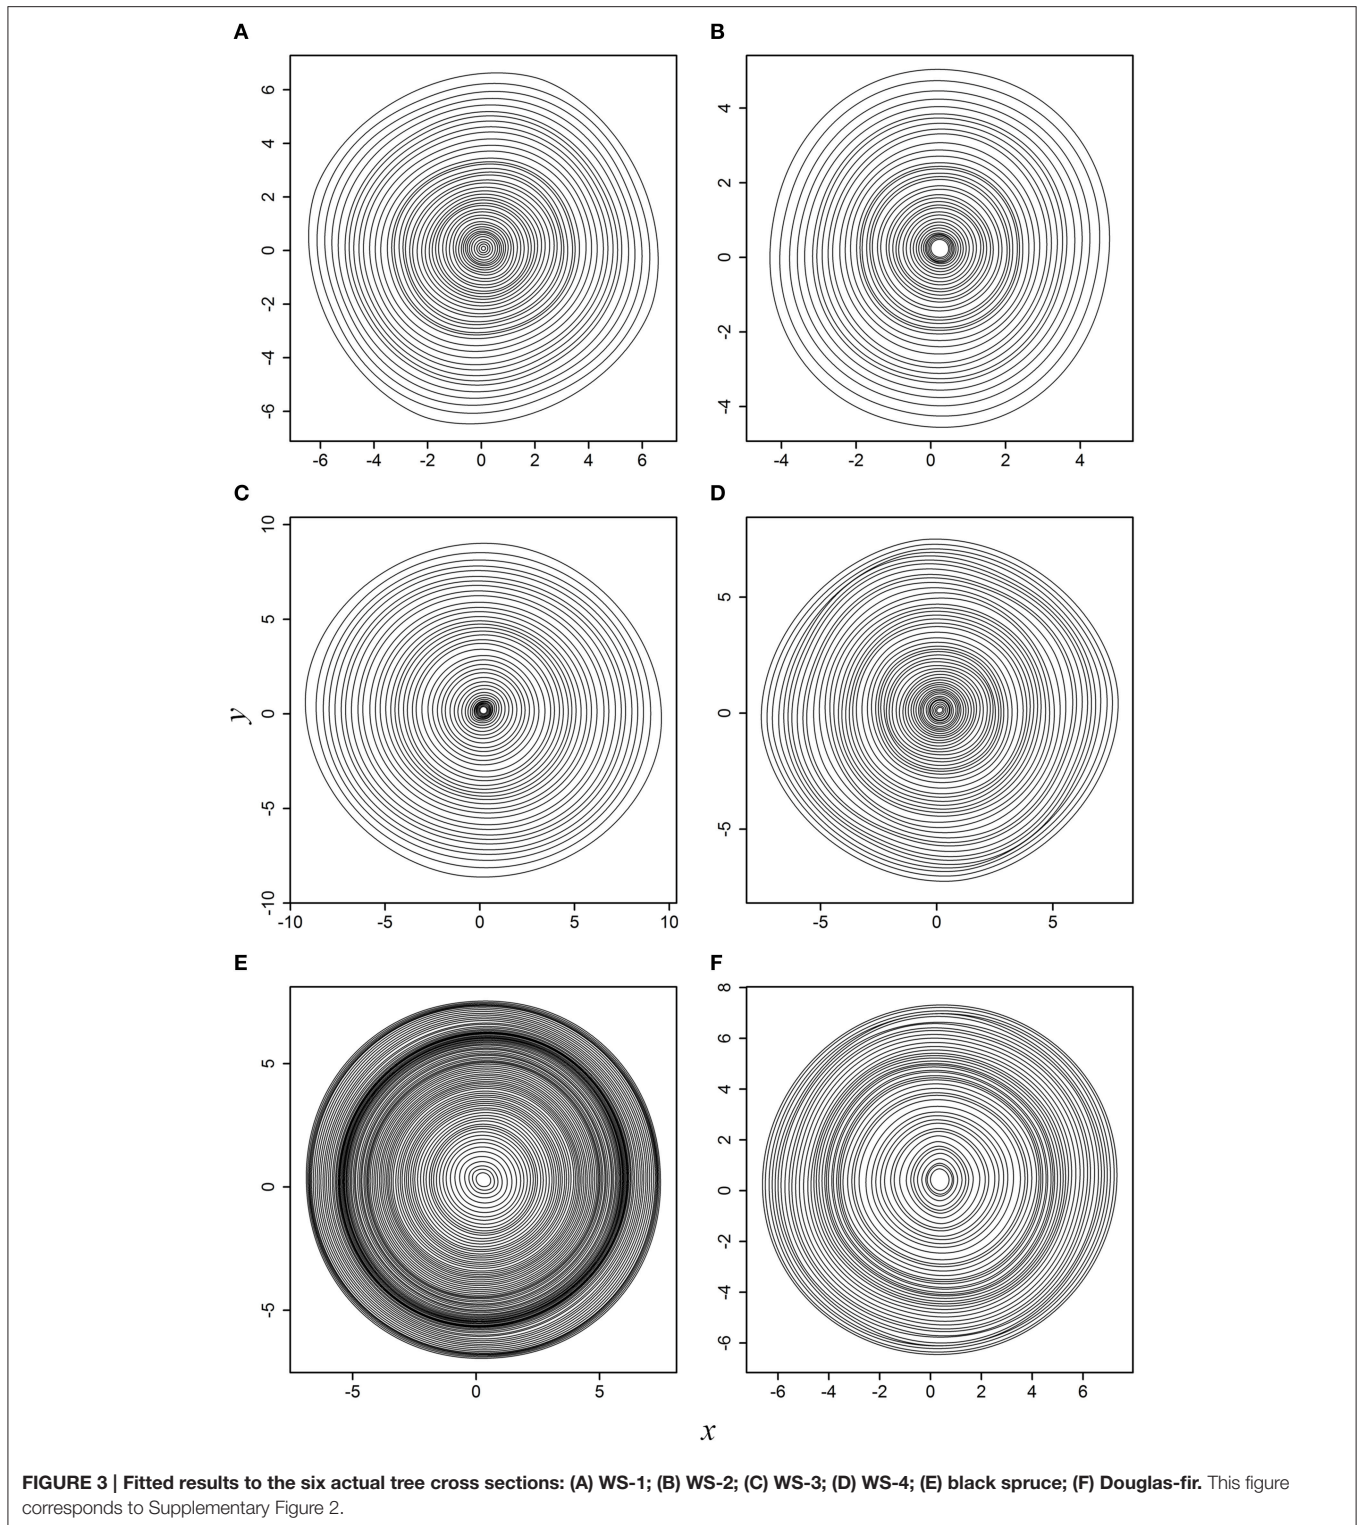 A
B
6
4
2
0
-2
-4
-6
-6 -4 -2 0 2 4 6
4
2
0
-2
-4
-4 -2 0 2 4
C
D
10
5
0
-5
-10
-10 -5 0 5 10
y
5
0
-5
-5 0 5
E
F
5
0
-5
-5 0 5
8
6
4
2
0
-2
-4
-6
-6 -4 -2 0 2 4 6
x
FIGURE 3 | Fitted results to the six actual tree cross sections: (A) WS-1; (B) WS-2; (C) WS-3; (D) WS-4; (E) black spruce; (F) Douglas-fir. This figure
corresponds to Supplementary Figure 2.